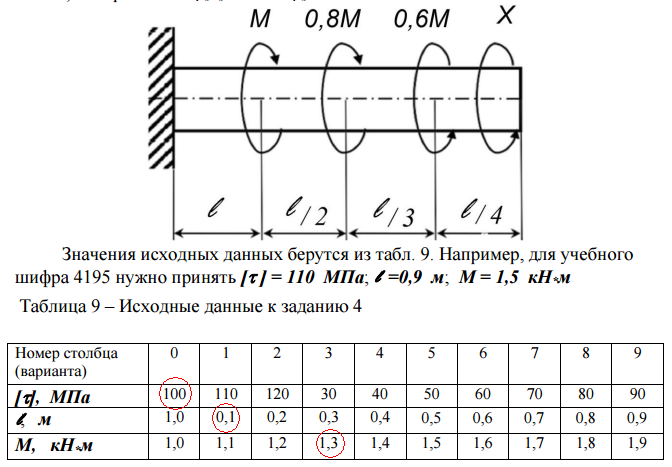 M 0,8M 0,6M X
ℓ ℓ/2 ℓ/3 ℓ/4
Значения исходных данных берутся из табл. 9. Например, для учебного
шифра 4195 нужно принять [τ] = 110 МПа; ℓ =0,9 м; М = 1,5 кН•м
Таблица 9 – Исходные данные к заданию 4
Номер столбца (варианта) 0 1 2 3 4 5 6 7 8 9
[τ], МПа 100 110 120 30 40 50 60 70 80 90
ℓ, м 1,0 0,1 0,2 0,3 0,4 0,5 0,6 0,7 0,8 0,9
М, кН•м 1,0 1,1 1,2 1,3 1,4 1,5 1,6 1,7 1,8 1,9